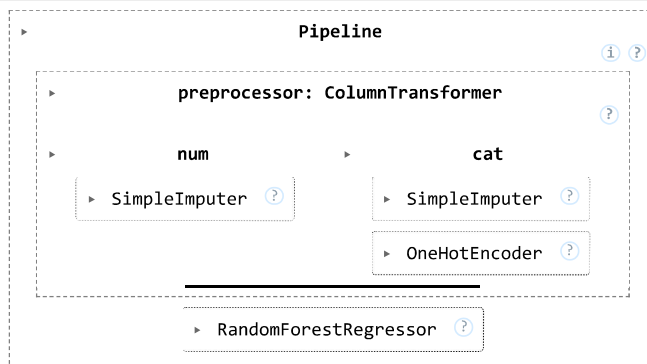 Pipeline
i ?
preprocessor: ColumnTransformer
?
num cat
SimpleImputer ? SimpleImputer ?
OneHotEncoder ?
RandomForestRegressor ?